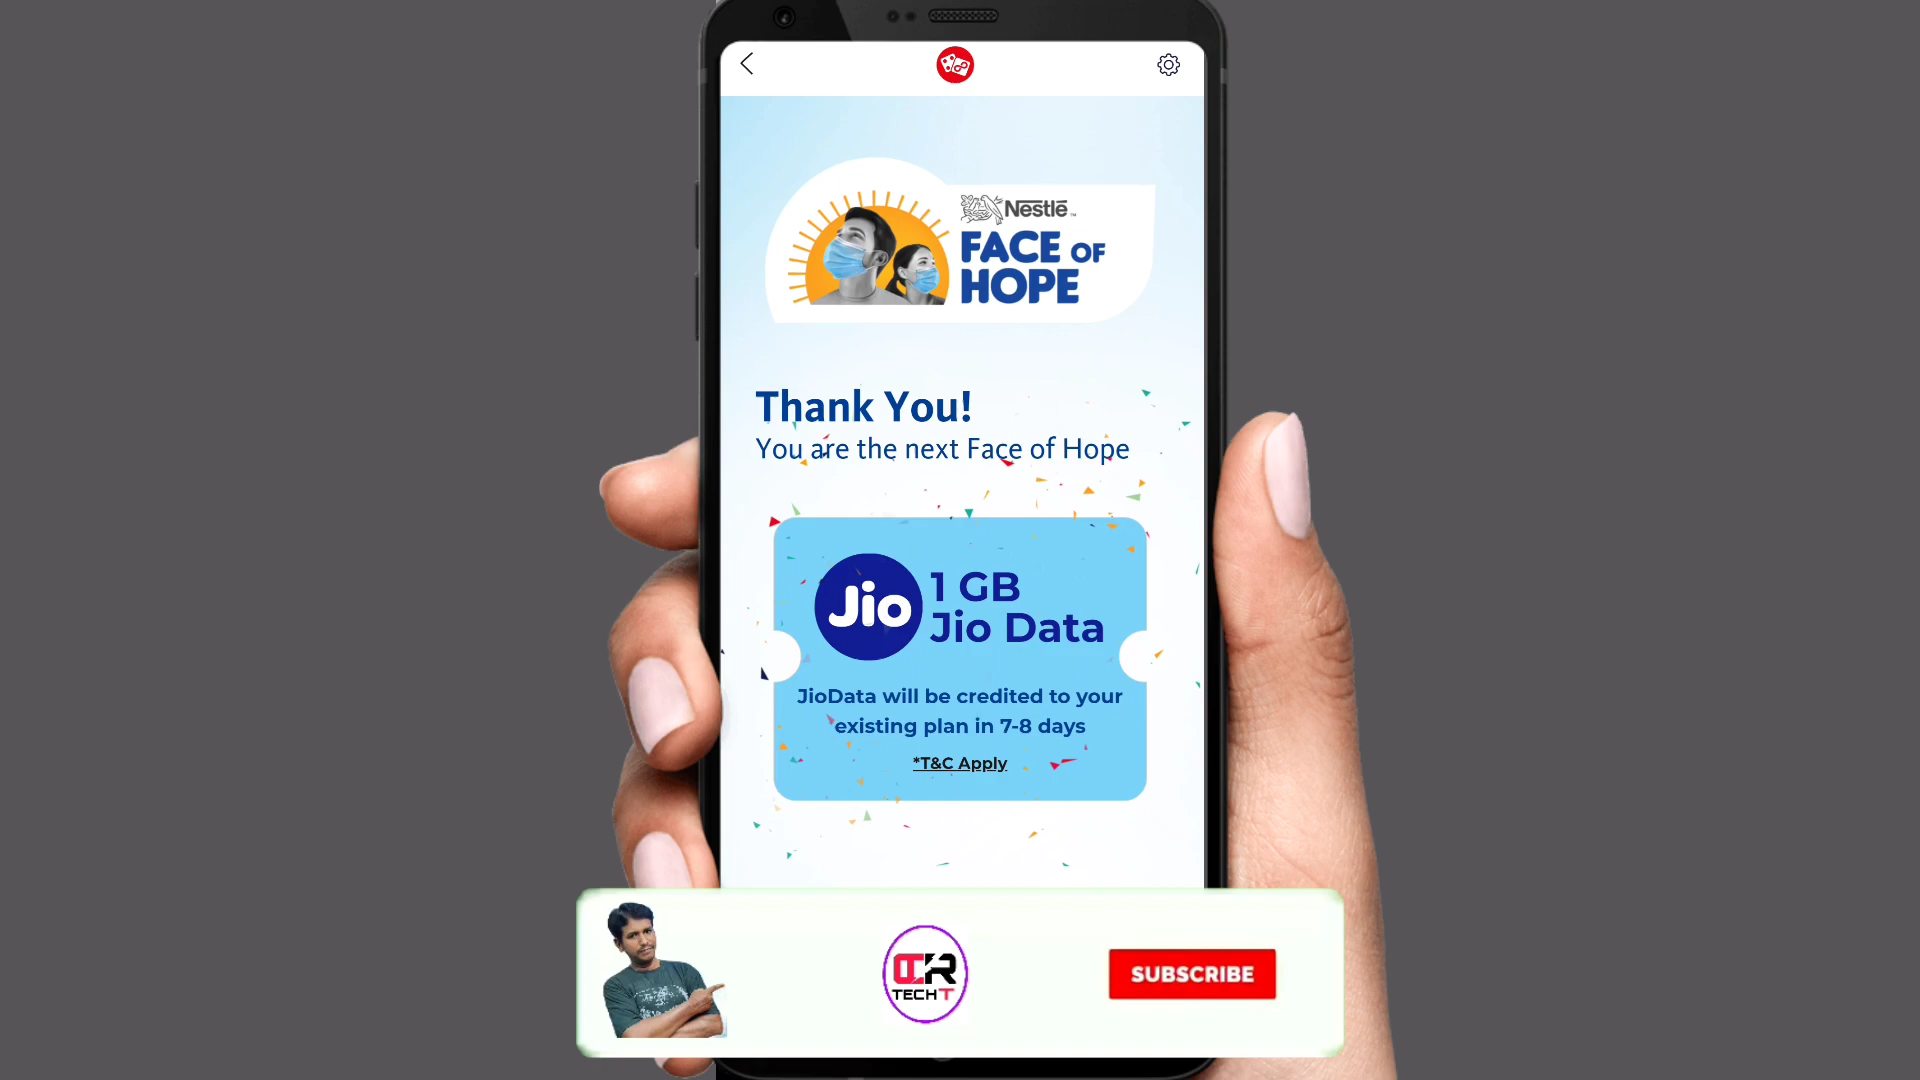 Nestlé
FACE OF
HOPE
Thank You!
You are the next Face of Hope
Jio
1 GB
Jio Data
JioData will be credited to your
existing plan in 7-8 days
*T&C Apply
TECH T
SUBSCRIBE